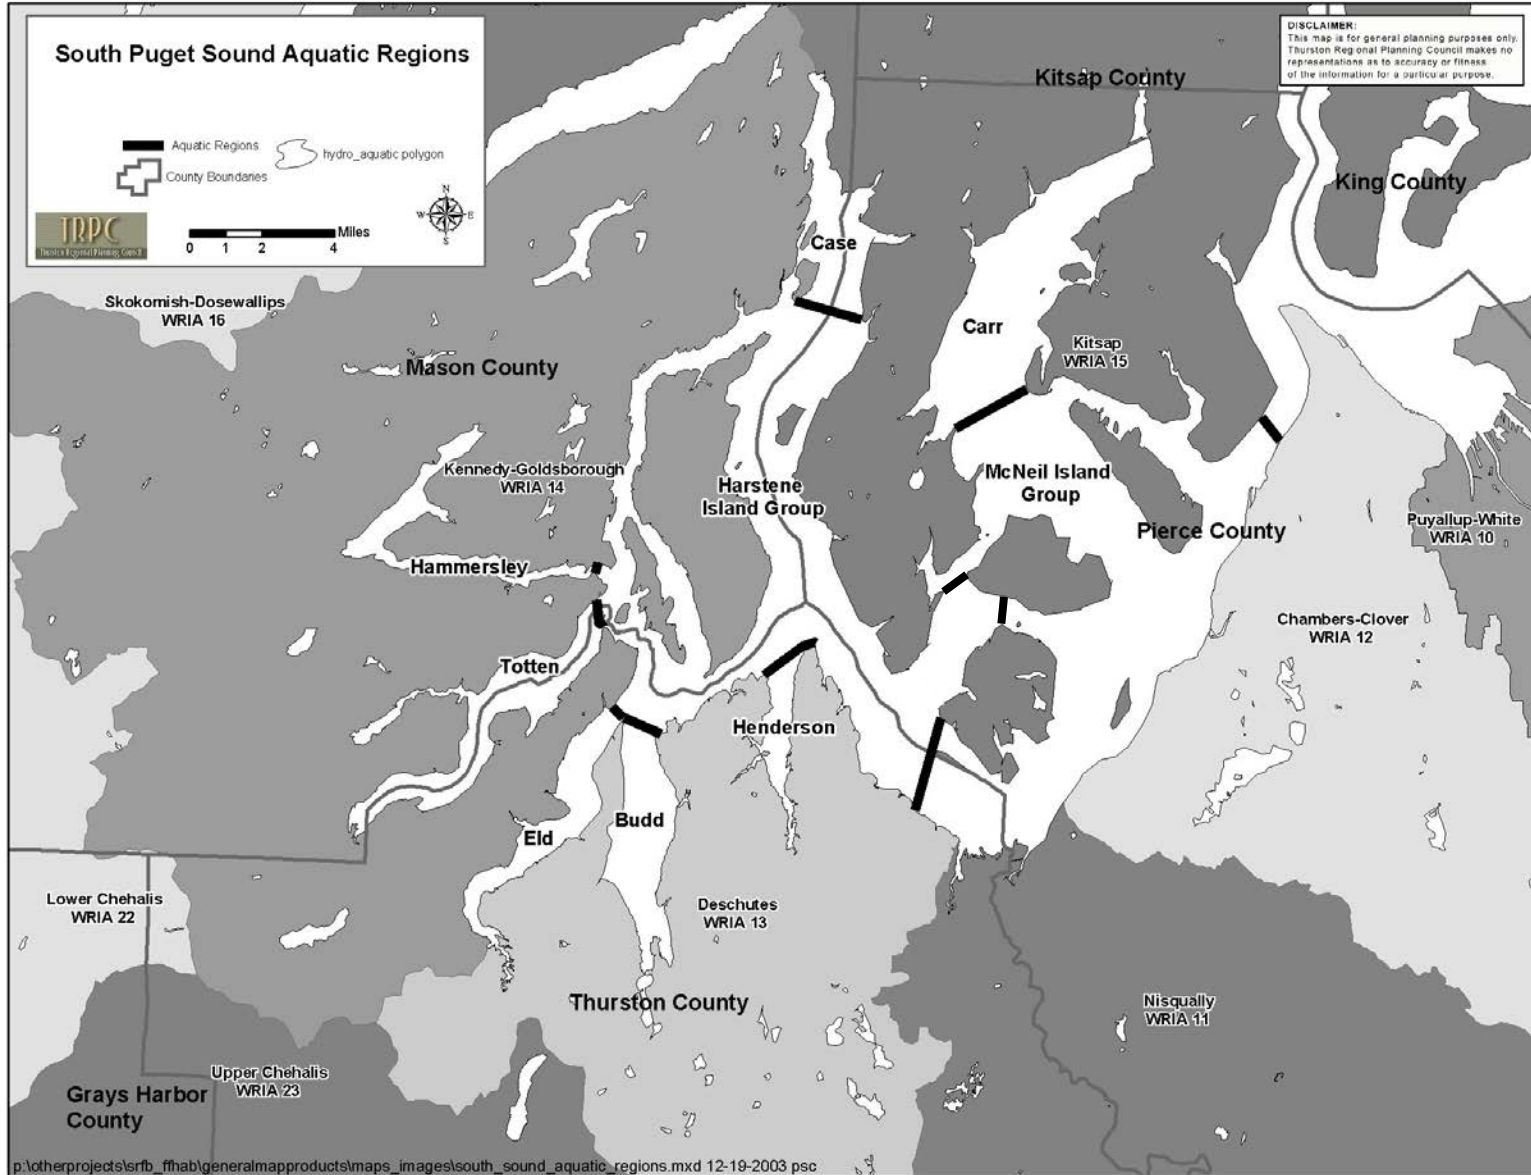 South Puget Sound Aquatic Regions
Aquatic Regions
hydro_aquatic polygon
County Boundaries
N
W
E
S
TRPC
Thurston Regional Planning Council
Miles
0 1 2 4
DISCLAIMER:
This map is for general planning purposes only.
Thurston Regional Planning Council makes no
representations as to accuracy or fitness
of the information for a particular purpose.
Kitsap County
King County
Case
Skokomish-Dosewallips
WRIA 16
Carr
Kitsap
WRIA 15
Mason County
Kennedy-Goldsborough
WRIA 14
Harstene
Island Group
McNeil Island
Group
Pierce County
Puyallup-White
WRIA 10
Hammersley
Chambers-Clover
WRIA 12
Totten
Henderson
Eld
Budd
Lower Chehalis
WRIA 22
Deschutes
WRIA 13
Thurston County
Nisqually
WRIA 11
Upper Chehalis
WRIA 23
Grays Harbor
County
p:\otherprojects\srfb_ffhab\generalmapproducts\maps_images\south_sound_aquatic_regions.mxd 12-19-2003 psc